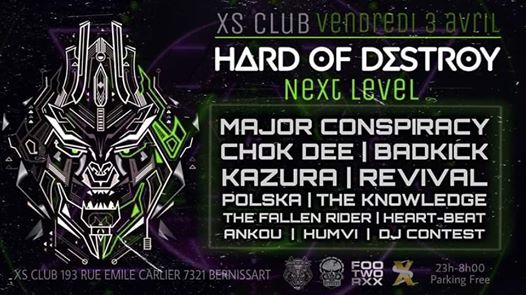 XS CLUB VENDREDI 3 AVRIL
HARD OF DESTROY
NEXT LEVEL
MAJOR CONSPIRACY
CHOK DEE | BADKICK
KAZURA | REVIVAL
POLSKA | THE KNOWLEDGE
THE FALLEN RIDER | HEART-BEAT
ANKOU | HUMVI | DJ CONTEST
XS CLUB 193 RUE EMILE CARLIER 7321 BERNISSART
FOO
TWO
RXX
X
23h-8h00
Parking Free